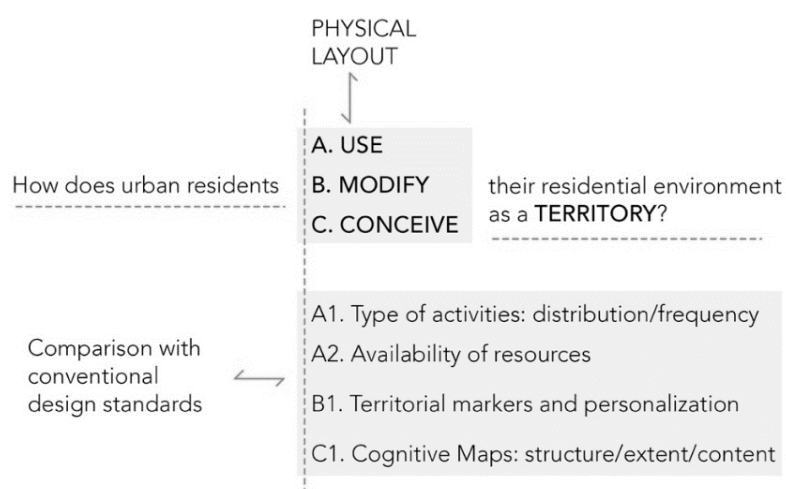 PHYSICAL
LAYOUT
A. USE
How does urban residents
B. MODIFY
C. CONCEIVE
their residential environment
as a TERRITORY?
Comparison with
conventional
design standards
A1. Type of activities: distribution/frequency
A2. Availability of resources
B1. Territorial markers and personalization
C1. Cognitive Maps: structure/extent/content